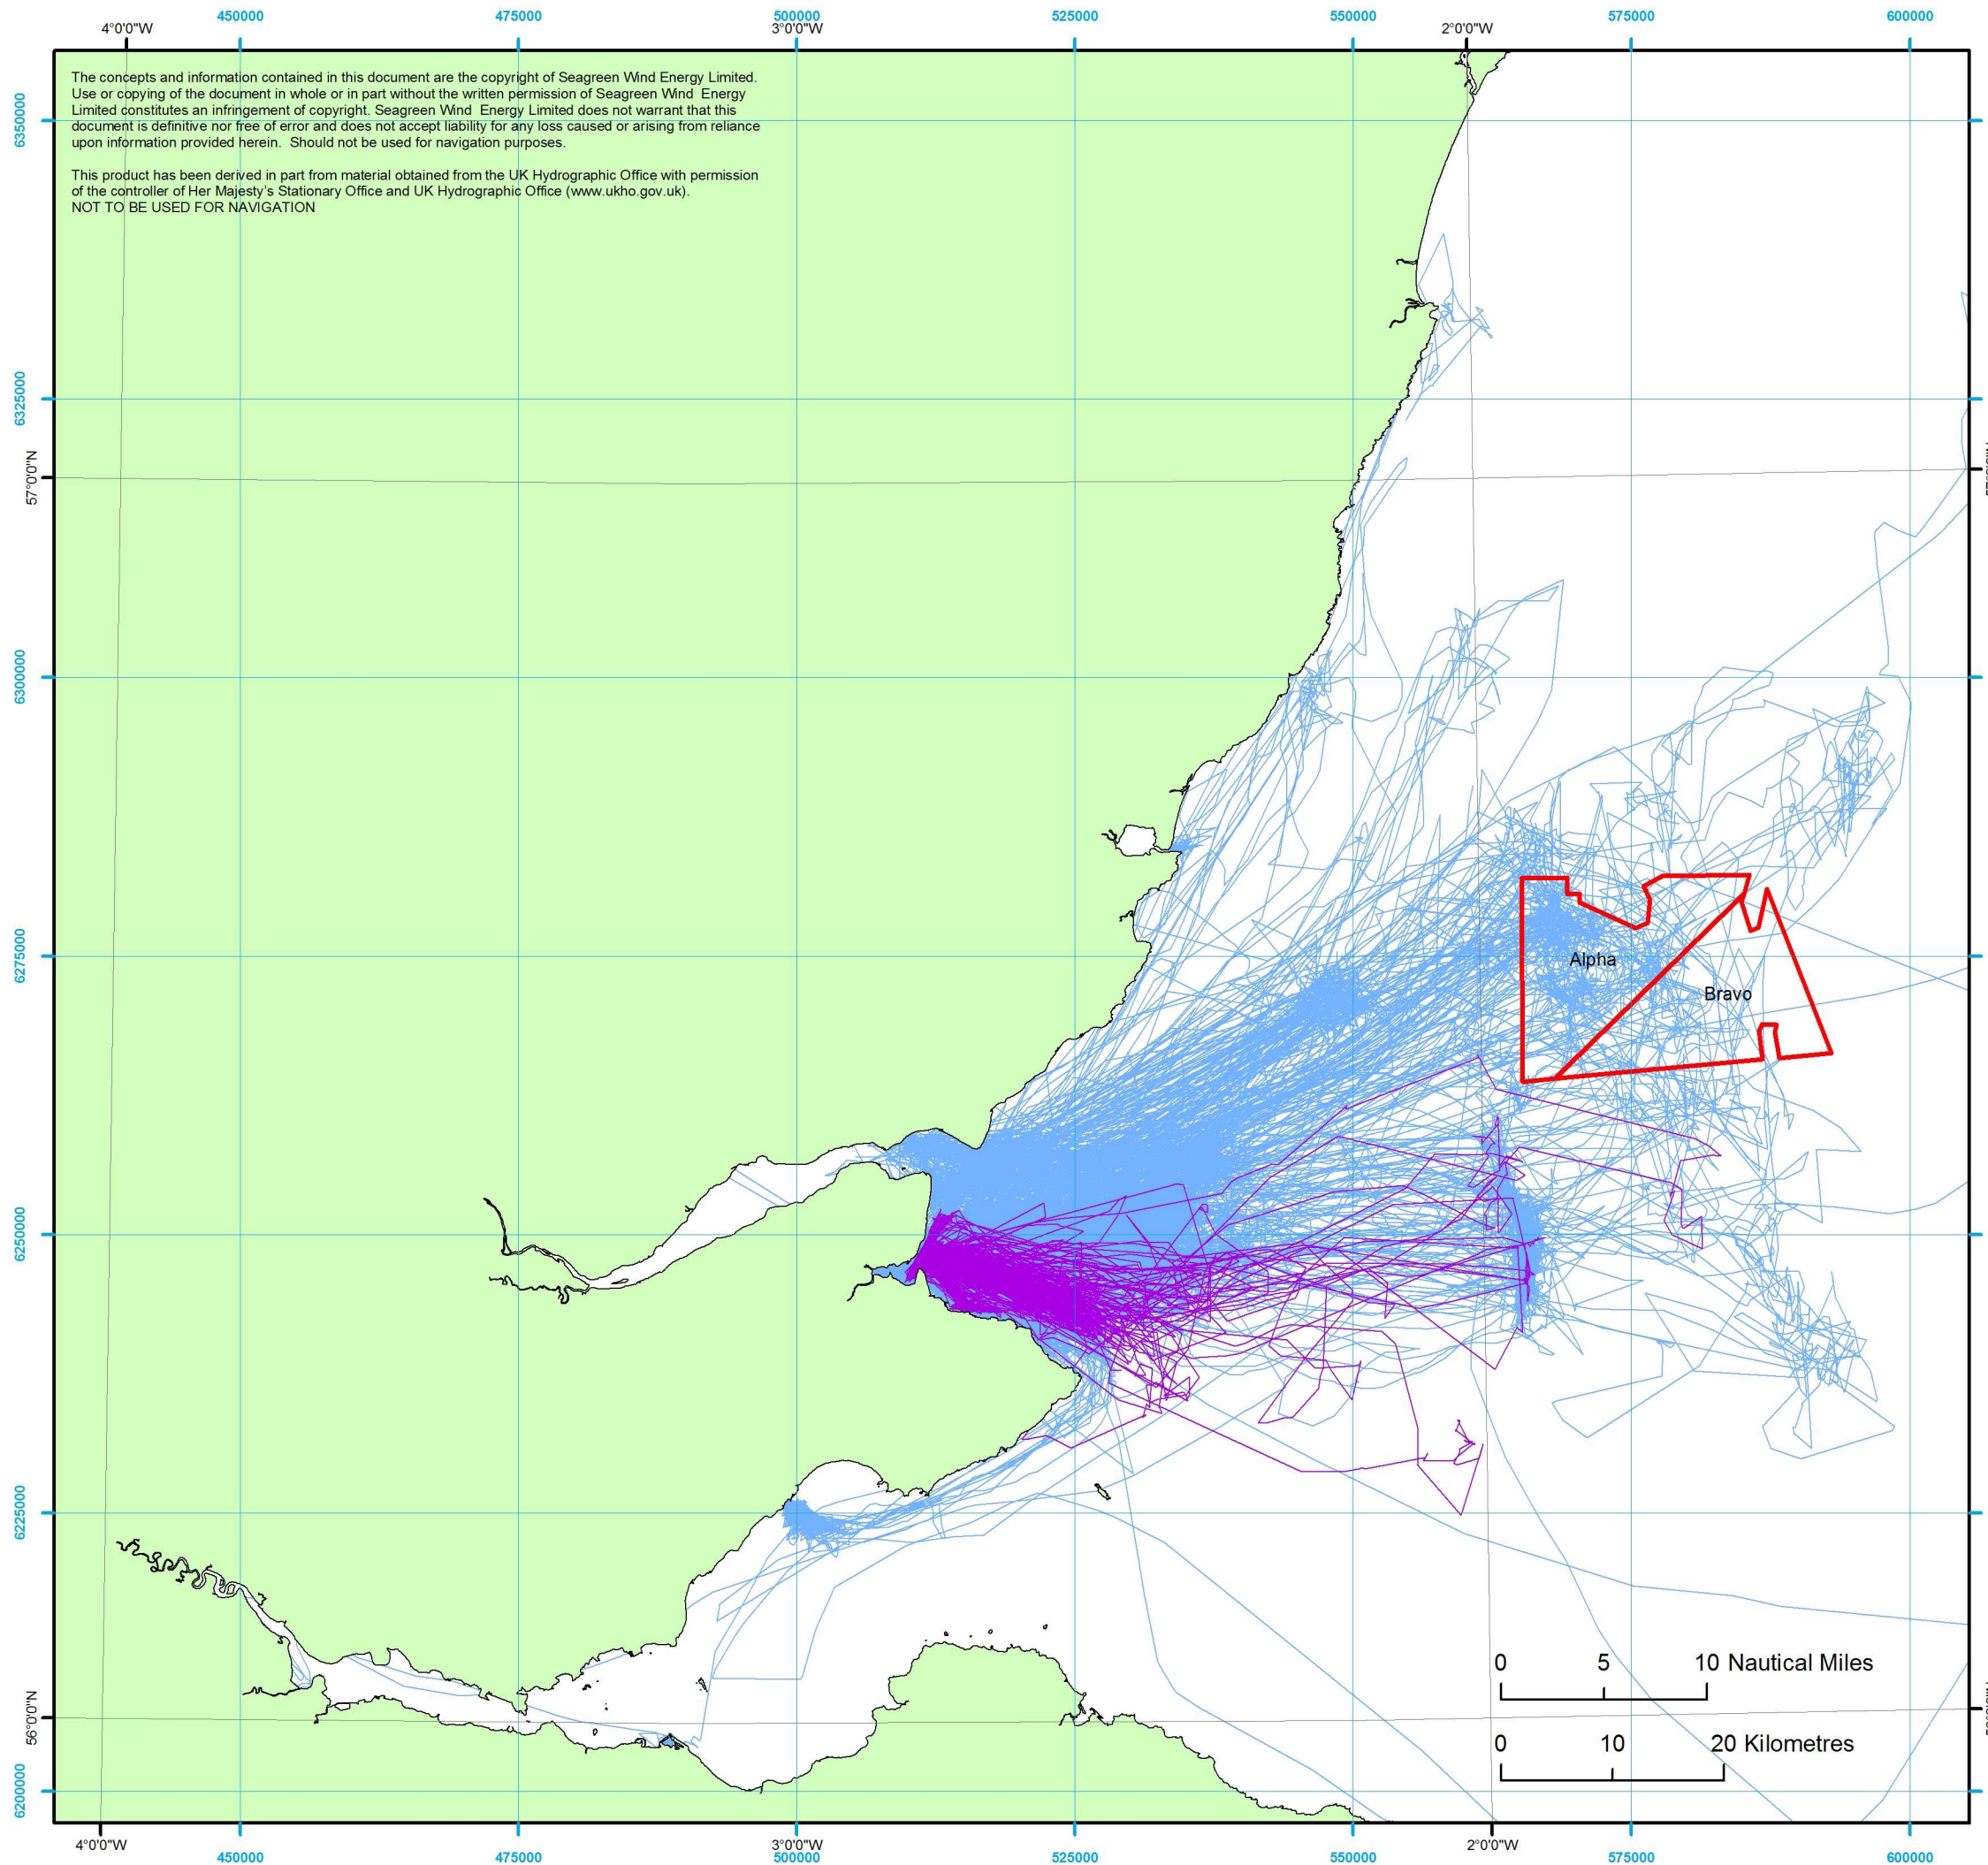 450000 475000 500000 525000 550000 575000 600000
4°0'0"W 3°0'0"W 2°0'0"W
The concepts and information contained in this document are the copyright of Seagreen Wind Energy Limited.
Use or copying of the document in whole or in part without the written permission of Seagreen Wind Energy
Limited constitutes an infringement of copyright. Seagreen Wind Energy Limited does not warrant that this
document is definitive nor free of error and does not accept liability for any loss caused or arising from reliance
upon information provided herein. Should not be used for navigation purposes.
This product has been derived in part from material obtained from the UK Hydrographic Office with permission
of the controller of Her Majesty's Stationary Office and UK Hydrographic Office (www.ukho.gov.uk).
NOT TO BE USED FOR NAVIGATION
6350000
6325000
57°0'0"N
6300000
6275000
Alpha
Bravo
6250000
6225000
0 5 10 Nautical Miles
56°0'0"N
0 10 20 Kilometres
6200000
4°0'0"W 3°0'0"W 2°0'0"W
450000 475000 500000 525000 550000 575000 600000